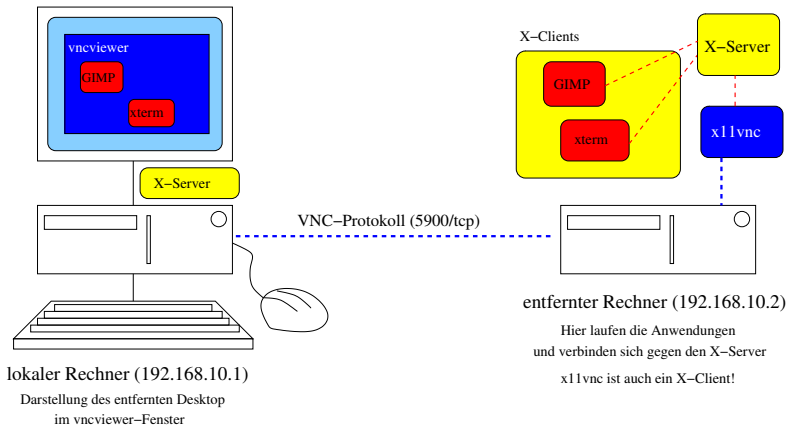 vncviewer
GIMP
xterm
X-Server
lokaler Rechner (192.168.10.1)
Darstellung des entfernten Desktop
im vncviewer-Fenster
VNC-Protokoll (5900/tcp)
X-Clients
GIMP
xterm
X-Server
x11vnc
entfernter Rechner (192.168.10.2)
Hier laufen die Anwendungen
und verbinden sich gegen den X-Server
x11vnc ist auch ein X-Client!